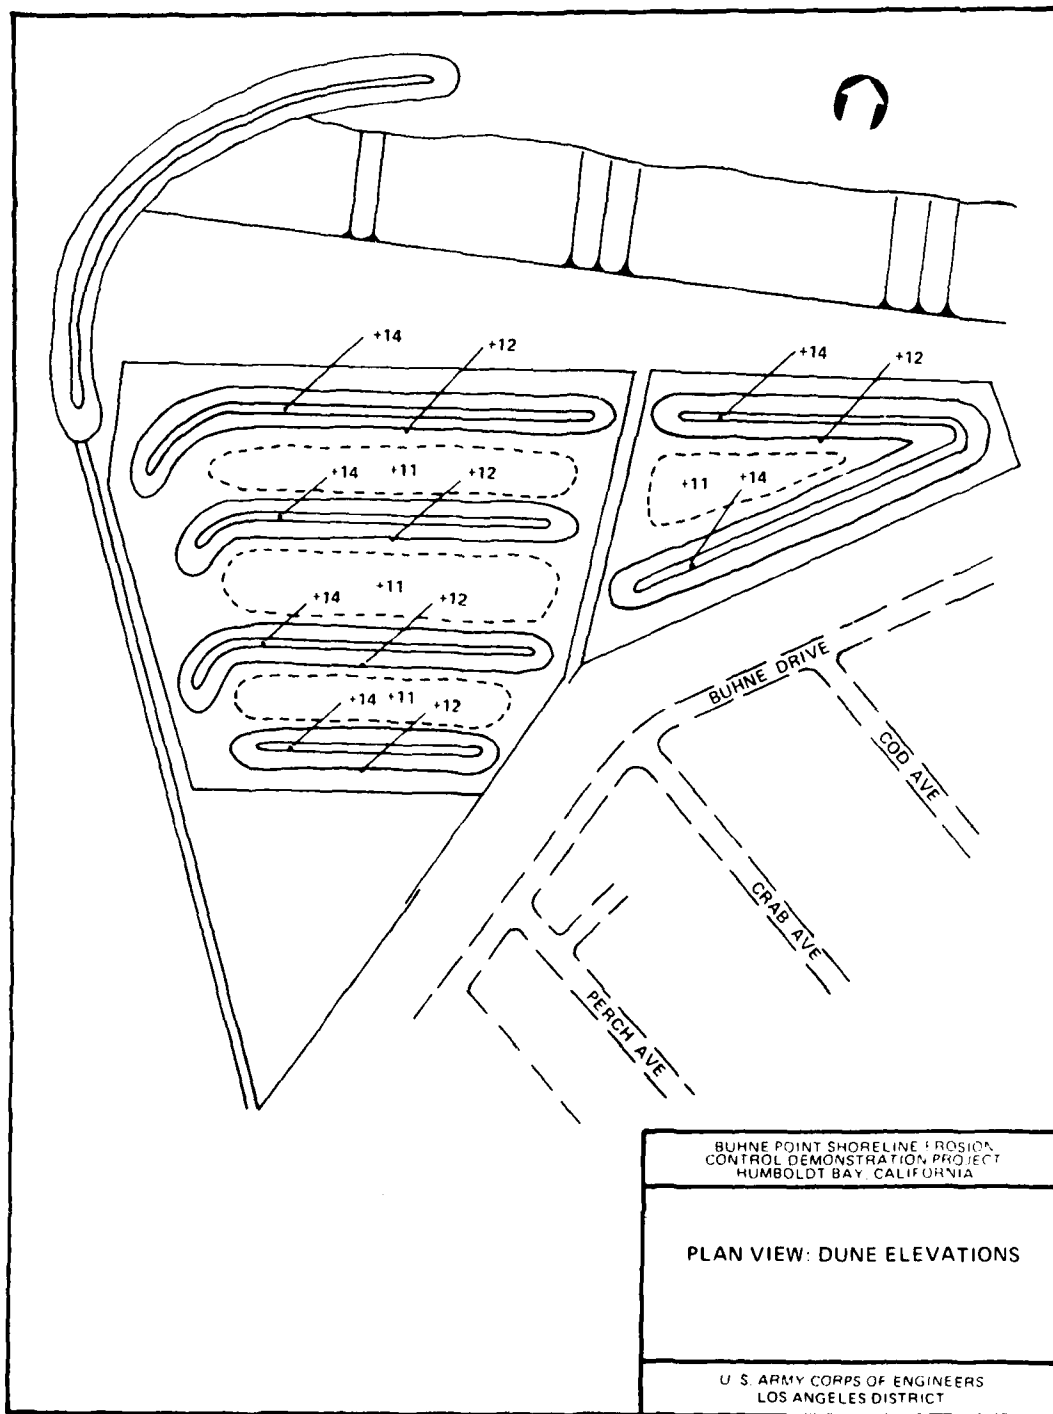 +14
+12
+14
+12
+14 +11 +12
+11 +14
+11
+14
+12
+14 +11 +12
BUHNE DRIVE
COD AVE
CRAB AVE
PERCH AVE
BUHNE POINT SHORELINE EROSION
CONTROL DEMONSTRATION PROJECT
HUMBOLDT BAY, CALIFORNIA
PLAN VIEW: DUNE ELEVATIONS
U.S. ARMY CORPS OF ENGINEERS
LOS ANGELES DISTRICT